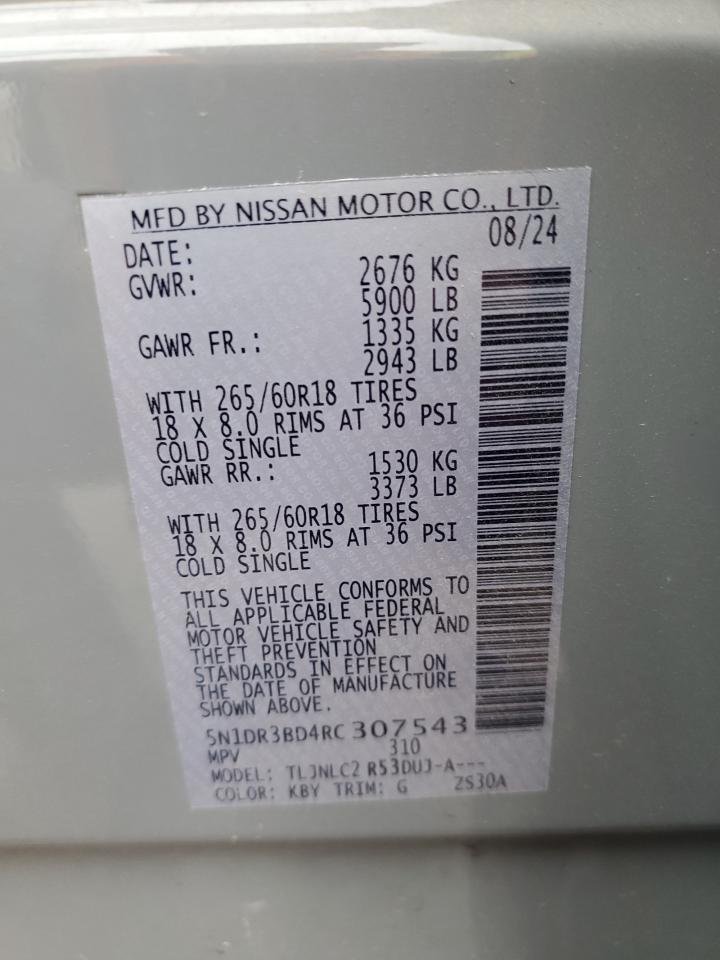 MFD BY NISSAN MOTOR CO., LTD.
DATE: 08/24
GVWR: 2676 KG
5900 LB
GAWR FR.: 1335 KG
2943 LB
WITH 265/60R18 TIRES
18 X 8.0 RIMS AT 36 PSI
COLD SINGLE
GAWR RR.: 1530 KG
3373 LB
WITH 265/60R18 TIRES
18 X 8.0 RIMS AT 36 PSI
COLD SINGLE
THIS VEHICLE CONFORMS TO
ALL APPLICABLE FEDERAL
MOTOR VEHICLE SAFETY AND
THEFT PREVENTION
STANDARDS IN EFFECT ON
THE DATE OF MANUFACTURE
SHOWN ABOVE.
5N1DR3BD4RC307543
MPV 310
MODEL: TLJNLC2 R53DUJ-A---
COLOR: KBY TRIM: G ZS30A